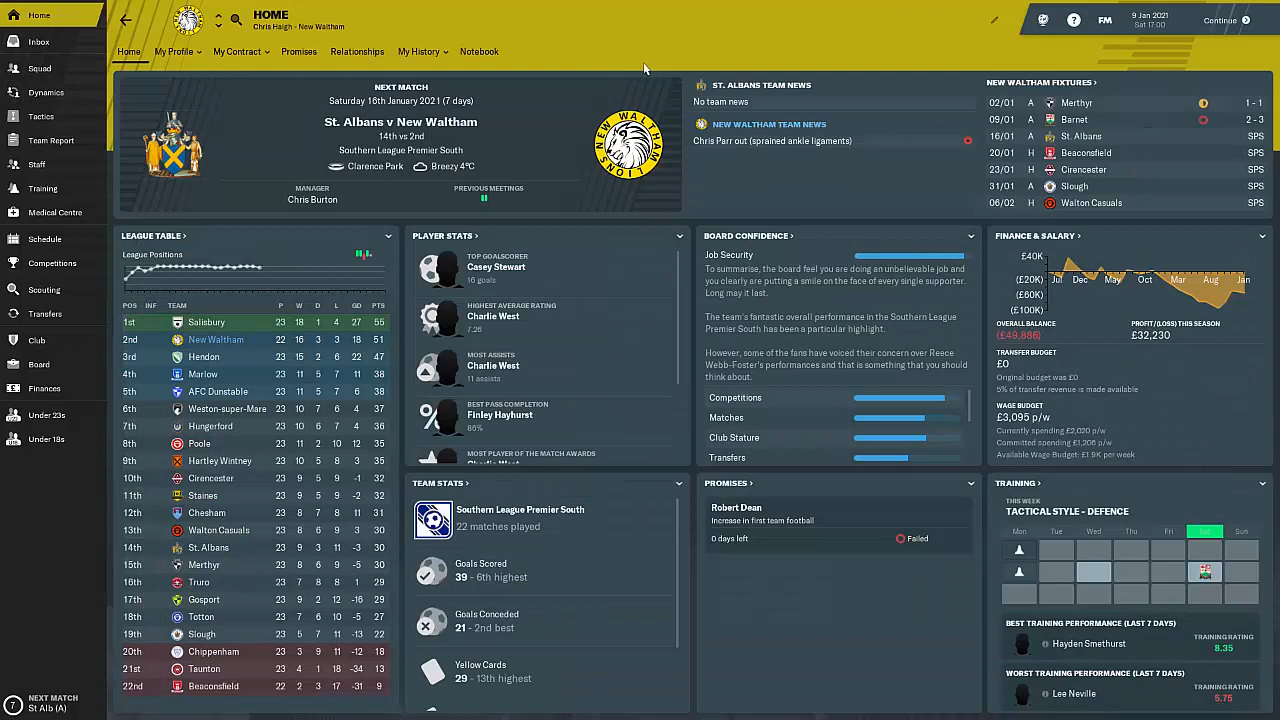 Home
Inbox
Squad
Dynamics
Tactics
Team Report
Staff
Training
Medical Centre
Schedule
Competitions
Scouting
Transfers
Club
Board
Finances
Under 23s
Under 18s
7 NEXT MATCH
St Alb (A)
HOME
Chris Haigh - New Waltham
FM
9 Jan 2021
Sat 17:00
Continue
Home My Profile My Contract Promises Relationships My History Notebook
NEXT MATCH
Saturday 16th January 2021 (7 days)
St. Albans v New Waltham
14th vs 2nd
Southern League Premier South
Clarence Park Breezy 4°C
MANAGER
Chris Burton
PREVIOUS MEETINGS
NEW WALTHAM
LIONS
ST. ALBANS TEAM NEWS
No team news
NEW WALTHAM TEAM NEWS
Chris Parr out (sprained ankle ligaments)
NEW WALTHAM FIXTURES >
02/01 A Merthyr 1 - 1
09/01 A Barnet 2 - 3
16/01 A St. Albans SPS
20/01 H Beaconsfield SPS
23/01 H Cirencester SPS
31/01 A Slough SPS
06/02 H Walton Casuals SPS
LEAGUE TABLE >
League Positions
POS INF TEAM P W D L GD PTS
1st Salisbury 23 18 1 4 27 55
2nd New Waltham 22 16 3 3 18 51
3rd Hendon 23 15 2 6 22 47
4th Marlow 23 11 5 7 11 38
5th AFC Dunstable 23 11 5 7 6 38
6th Weston-super-Mare 23 10 7 6 4 37
7th Hungerford 23 10 6 7 4 36
8th Poole 23 11 2 10 12 35
9th Hartley Wintney 23 10 5 8 3 35
10th Cirencester 23 9 5 9 -1 32
11th Staines 23 9 5 9 -2 32
12th Chesham 23 8 7 8 11 31
13th Walton Casuals 23 8 6 9 3 30
14th St. Albans 23 9 3 11 -3 30
15th Merthyr 23 8 6 9 -5 30
16th Truro 23 7 8 8 1 29
17th Gosport 23 9 2 12 -16 29
18th Totton 23 7 6 10 -5 27
19th Slough 23 5 7 11 -13 22
20th Chippenham 23 3 9 11 -12 18
21st Taunton 23 4 1 18 -34 13
22nd Beaconsfield 22 2 3 17 -31 9
PLAYER STATS >
TOP GOALSCORER
Casey Stewart
16 goals
HIGHEST AVERAGE RATING
Charlie West
7.26
MOST ASSISTS
Charlie West
11 assists
BEST PASS COMPLETION
Finley Hayhurst
86%
MOST PLAYER OF THE MATCH AWARDS
Charlie West
TEAM STATS >
Southern League Premier South
22 matches played
Goals Scored
39 - 6th highest
Goals Conceded
21 - 2nd best
Yellow Cards
29 - 13th highest
BOARD CONFIDENCE >
Job Security
To summarise, the board feel you are doing an unbelievable job and
you clearly are putting a smile on the face of every single supporter.
Long may it last.
The team's fantastic overall performance in the Southern League
Premier South has been a particular highlight.
However, some of the fans have voiced their concern over Reece
Webb-Foster's performances and that is something that you should
think about.
Competitions
Matches
Club Stature
Transfers
PROMISES >
Robert Dean
Increase in first team football
0 days left Failed
FINANCE & SALARY >
£40K
(£20K)
(£60K)
(£100K)
Jul Dec May Oct Mar Aug Jan
OVERALL BALANCE
(£49,686)
PROFIT/(LOSS) THIS SEASON
£32,230
TRANSFER BUDGET
£0
Original budget was £0
5% of transfer revenue is made available
WAGE BUDGET
£3,095 p/w
Currently spending £2,020 p/w
Committed spending £1,206 p/w
Available Wage Budget: £1.9K per week
TRAINING >
THIS WEEK
TACTICAL STYLE - DEFENCE
Mon Tue Wed Thu Fri Sat Sun
BEST TRAINING PERFORMANCE (LAST 7 DAYS)
Hayden Smethurst
TRAINING RATING
8.35
WORST TRAINING PERFORMANCE (LAST 7 DAYS)
Lee Neville
TRAINING RATING
5.75